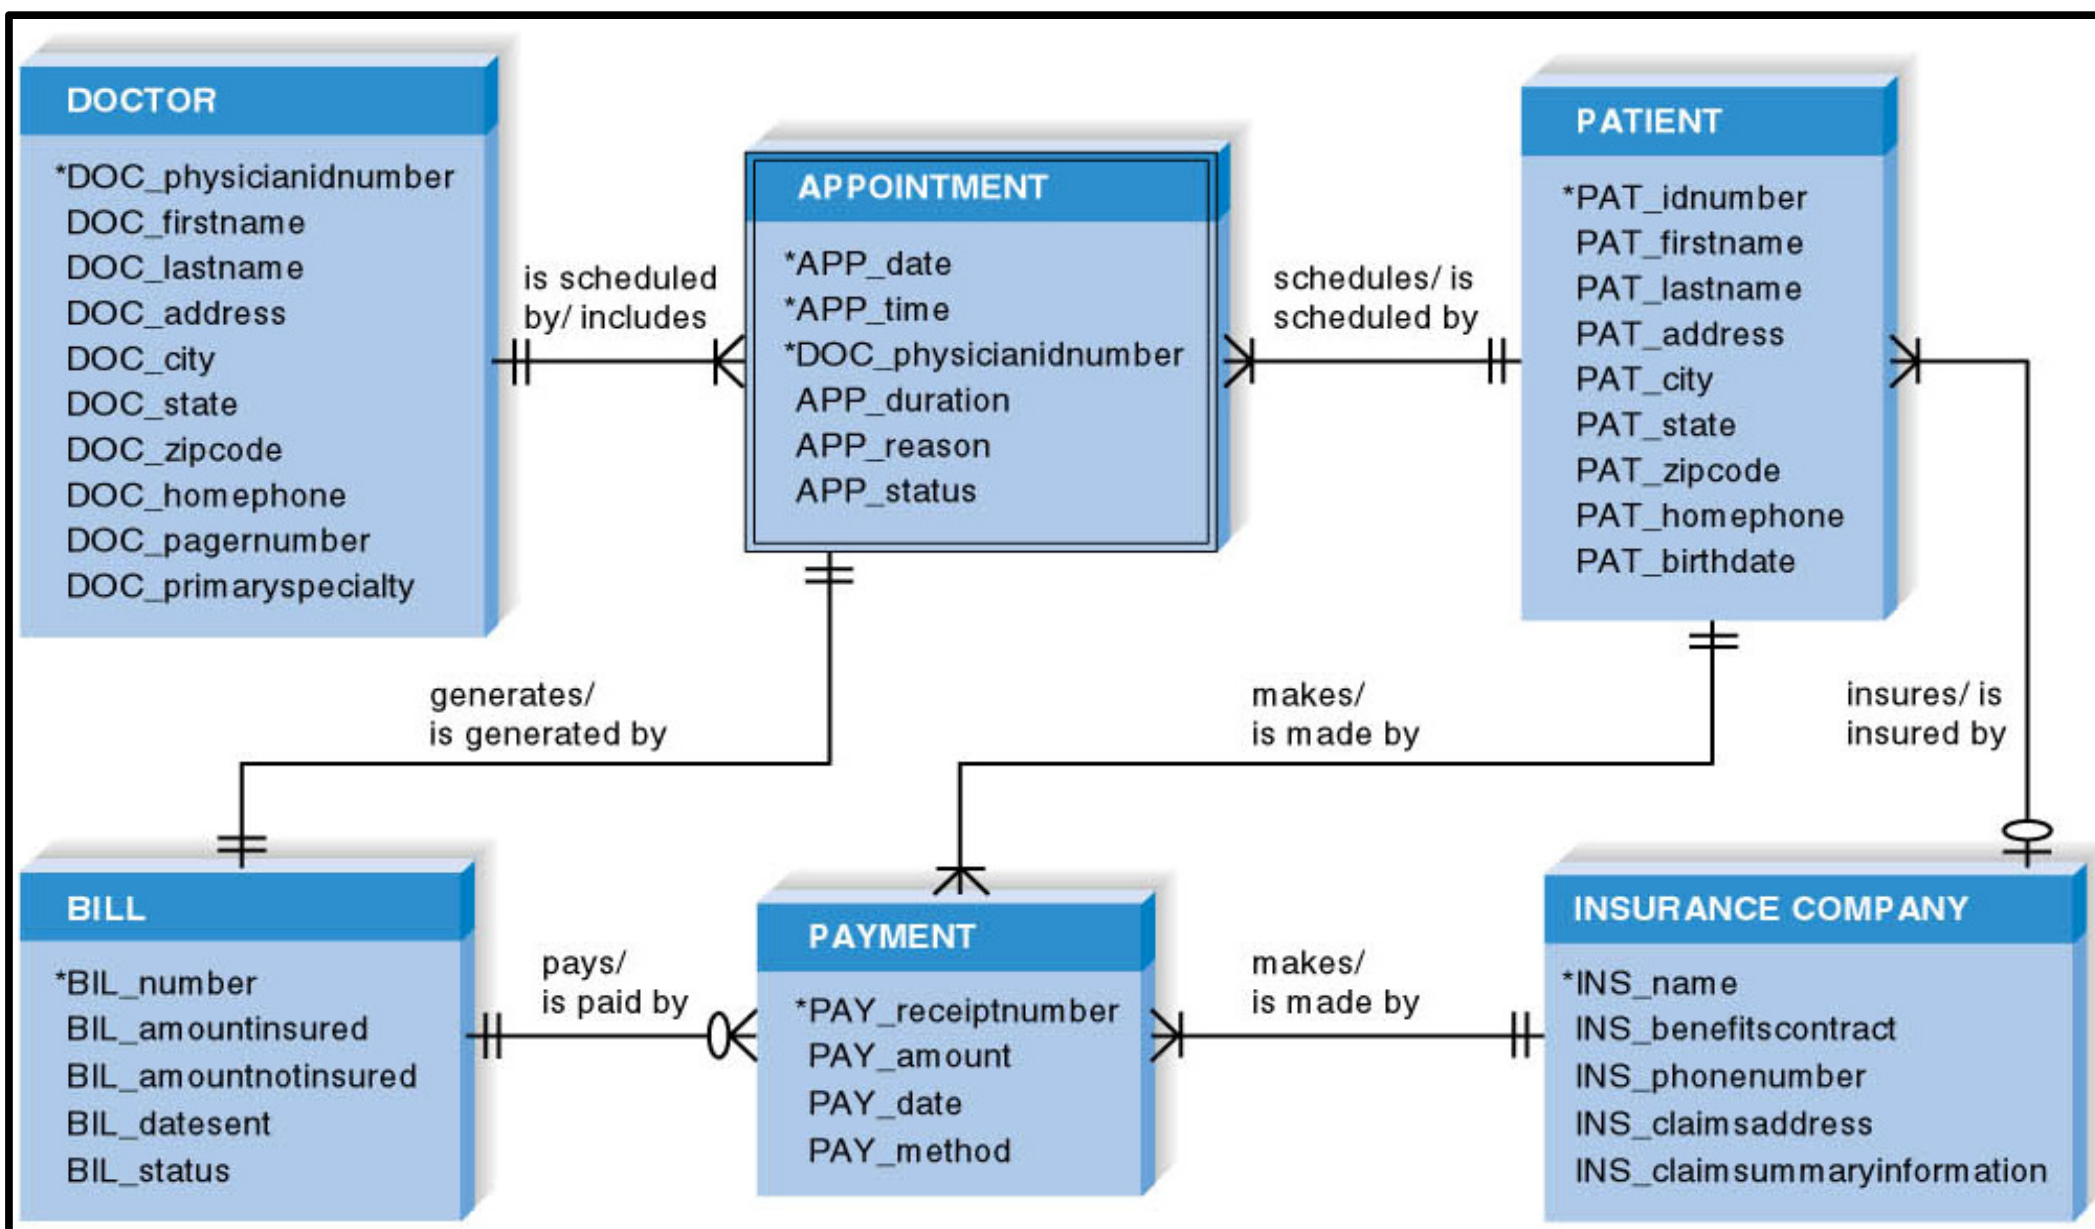 DOCTOR
*DOC_physicianidnumber
DOC_firstname
DOC_lastname
DOC_address
DOC_city
DOC_state
DOC_zipcode
DOC_homephone
DOC_pagernumber
DOC_primaryspecialty
is scheduled
by/ includes
APPOINTMENT
*APP_date
*APP_time
*DOC_physicianidnumber
APP_duration
APP_reason
APP_status
schedules/ is
scheduled by
PATIENT
*PAT_idnumber
PAT_firstname
PAT_lastname
PAT_address
PAT_city
PAT_state
PAT_zipcode
PAT_homephone
PAT_birthdate
generates/
is generated by
makes/
is made by
insures/ is
insured by
BILL
*BIL_number
BIL_amountinsured
BIL_amountnotinsured
BIL_datesent
BIL_status
pays/
is paid by
PAYMENT
*PAY_receiptnumber
PAY_amount
PAY_date
PAY_method
makes/
is made by
INSURANCE COMPANY
*INS_name
INS_benefitscontract
INS_phonenumber
INS_claimsaddress
INS_claimsummaryinformation